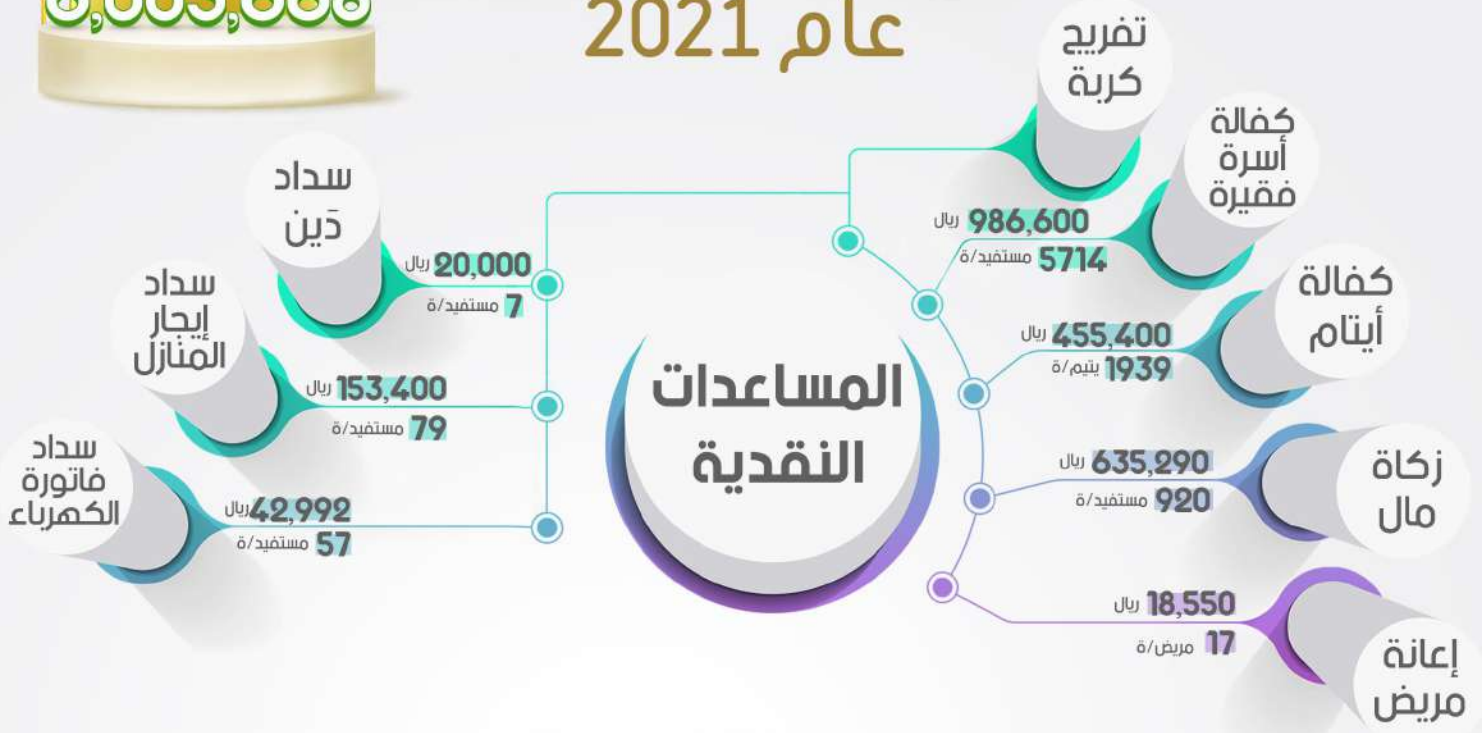 عام 2021
تفريج
كربة
كفالة
أسرة
فقيرة
986,600 ريال
5714 مستفيد/ة
كفالة
أيتام
455,400 ريال
1939 يتيم/ة
زكاة
مال
635,290 ريال
920 مستفيد/ة
إعانة
مريض
18,550 ريال
17 مريض/ة
المساعدات
النقدية
سداد
دَين
20,000 ريال
7 مستفيد/ة
سداد
إيجار
المنازل
153,400 ريال
79 مستفيد/ة
سداد
فاتورة
الكهرباء
42,992 ريال
57 مستفيد/ة